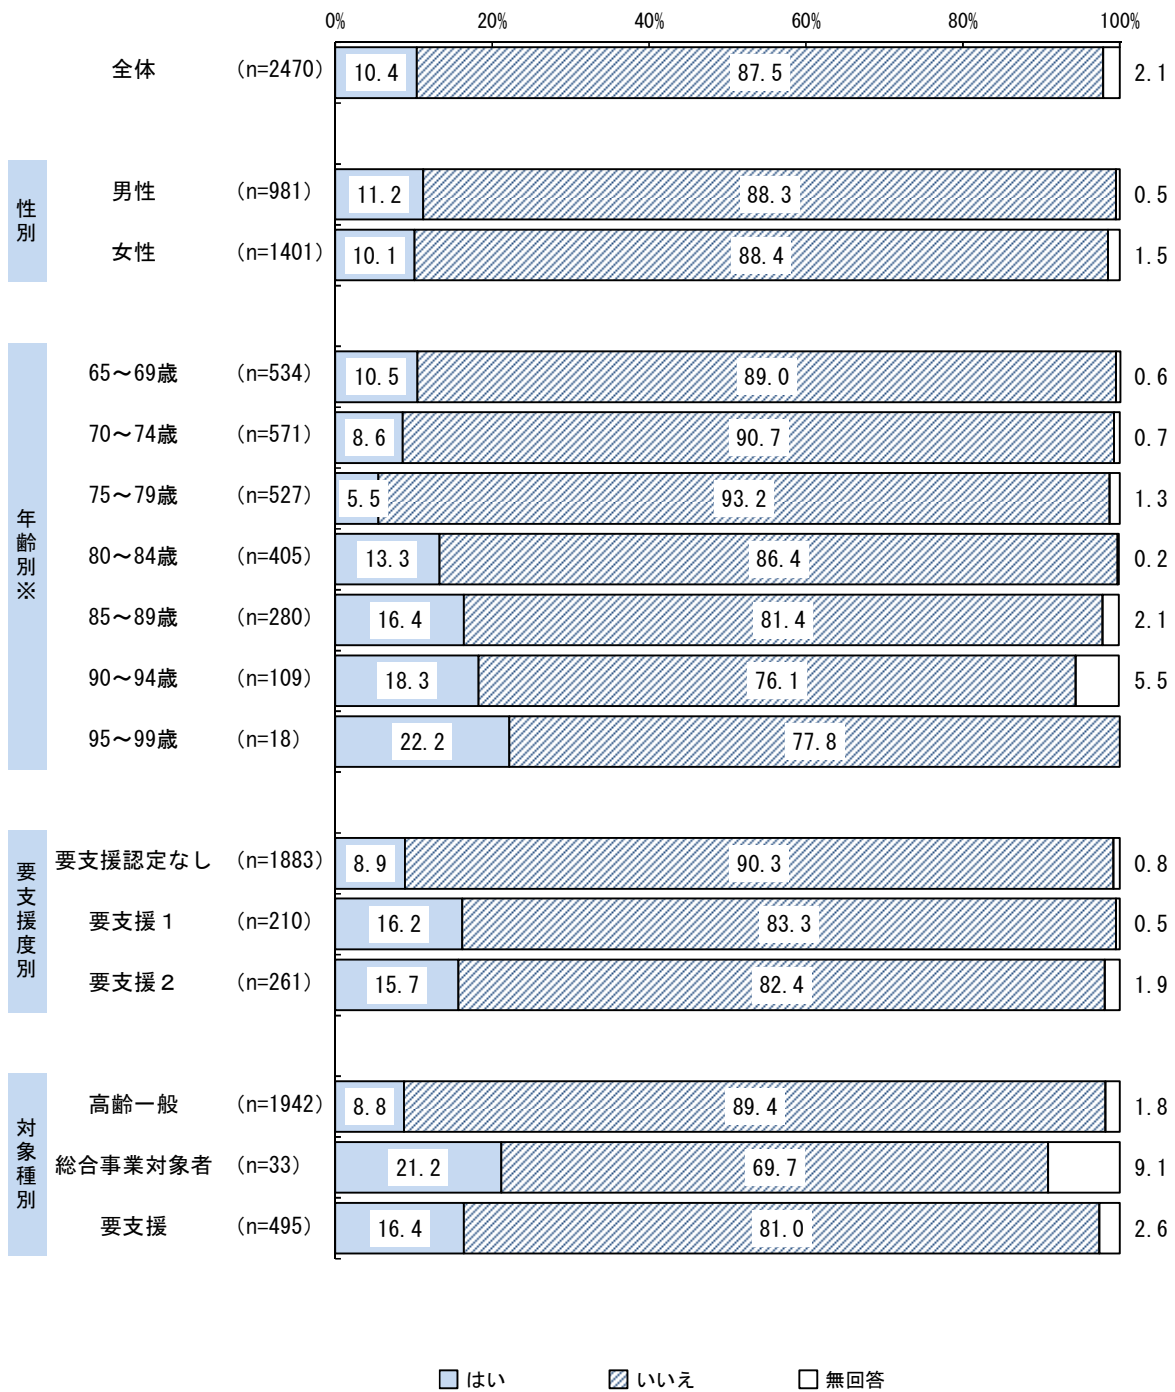 0% 20% 40% 60% 80% 100%
全体 (n=2470) 10.4 87.5 2.1
性別
男性 (n=981) 11.2 88.3 0.5
女性 (n=1401) 10.1 88.4 1.5
年齢別※
65～69歳 (n=534) 10.5 89.0 0.6
70～74歳 (n=571) 8.6 90.7 0.7
75～79歳 (n=527) 5.5 93.2 1.3
80～84歳 (n=405) 13.3 86.4 0.2
85～89歳 (n=280) 16.4 81.4 2.1
90～94歳 (n=109) 18.3 76.1 5.5
95～99歳 (n=18) 22.2 77.8
要支援度別
要支援認定なし (n=1883) 8.9 90.3 0.8
要支援１ (n=210) 16.2 83.3 0.5
要支援２ (n=261) 15.7 82.4 1.9
対象種別
高齢一般 (n=1942) 8.8 89.4 1.8
総合事業対象者 (n=33) 21.2 69.7 9.1
要支援 (n=495) 16.4 81.0 2.6
はい いいえ 無回答